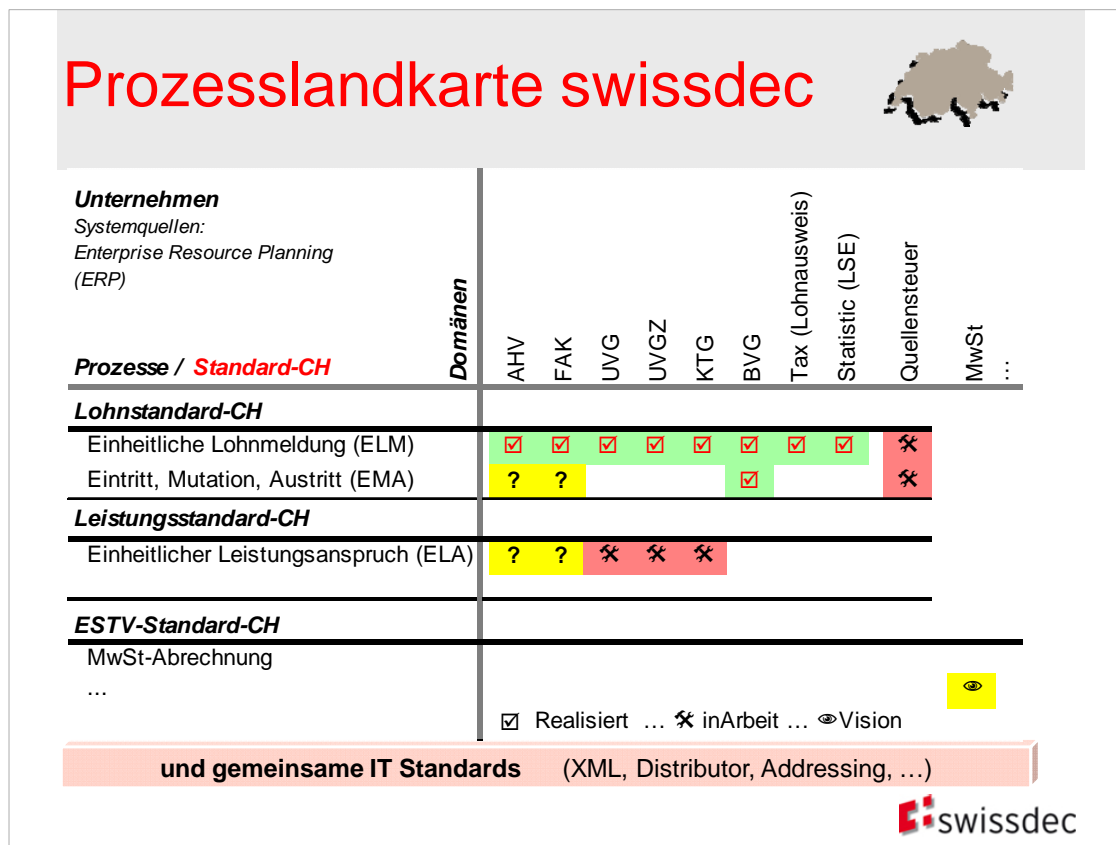 Prozesslandkarte swissdec
Unternehmen
Systemquellen:
Enterprise Resource Planning
(ERP)
Prozesse / Standard-CH
Domänen
AHV
FAK
UVG
UVGZ
KTG
BVG
Tax (Lohnausweis)
Statistic (LSE)
Quellensteuer
MwSt
…
Lohnstandard-CH
Einheitliche Lohnmeldung (ELM) ☑ ☑ ☑ ☑ ☑ ☑ ☑ ☑ 🛠
Eintritt, Mutation, Austritt (EMA) ? ? ☑ 🛠
Leistungsstandard-CH
Einheitlicher Leistungsanspruch (ELA) ? ? 🛠 🛠 🛠
ESTV-Standard-CH
MwSt-Abrechnung
… 👁
☑ Realisiert … 🛠 inArbeit … 👁Vision
und gemeinsame IT Standards (XML, Distributor, Addressing, …)
swissdec